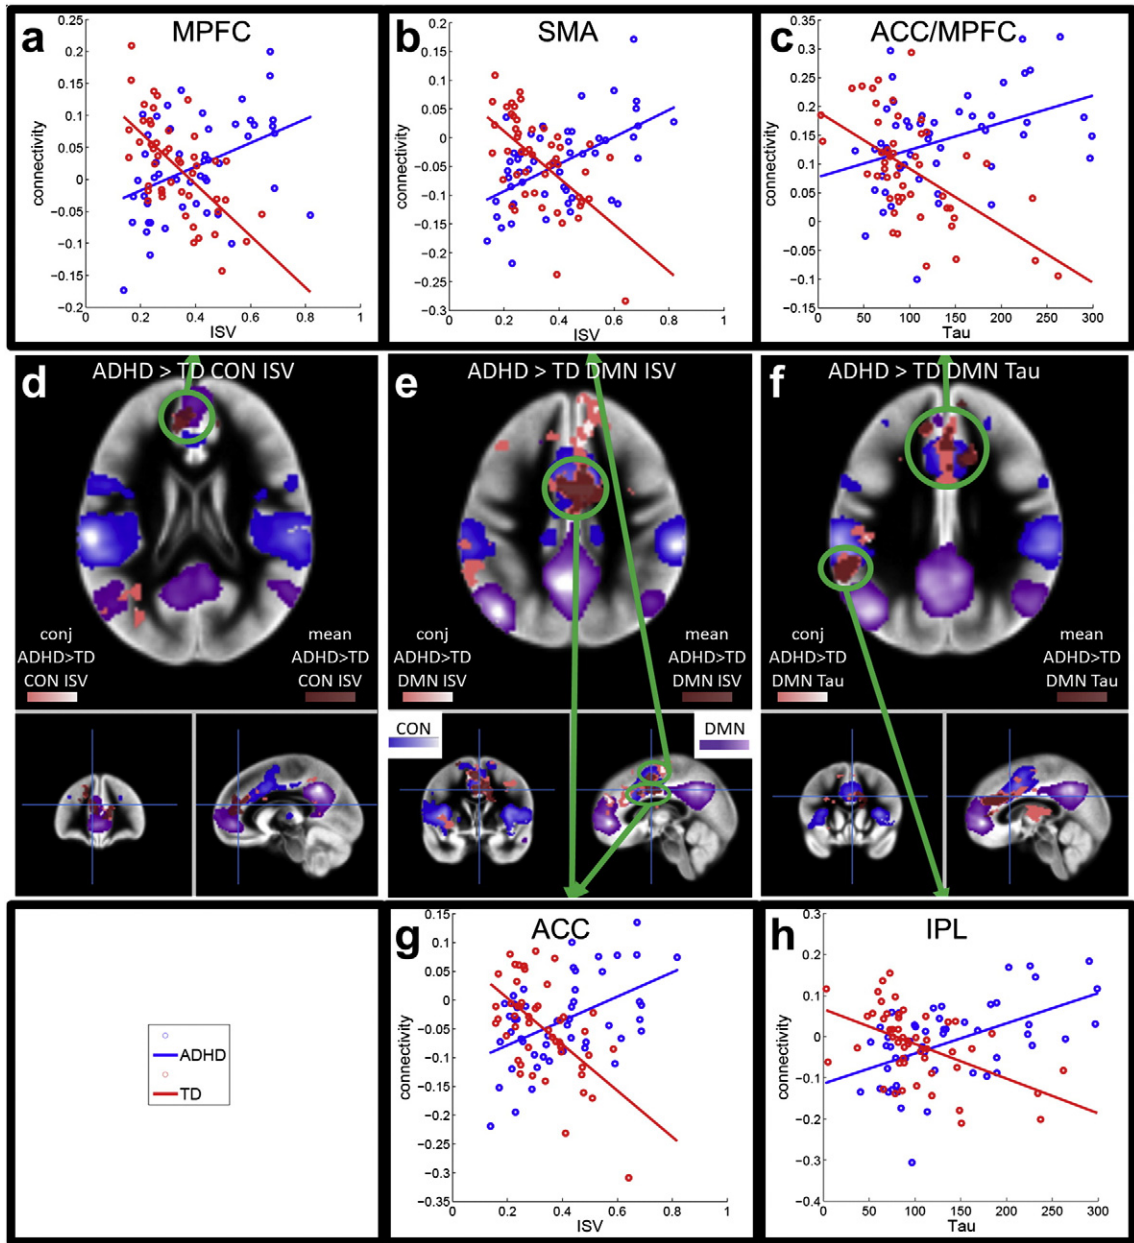 a
MPFC
0.25
0.2
0.15
0.1
0.05
0
−0.05
−0.1
−0.15
−0.2
connectivity
0
0.2
0.4
0.6
0.8
1
ISV
b
SMA
0.2
0.15
0.1
0.05
0
−0.05
−0.1
−0.15
−0.2
−0.25
−0.3
connectivity
0
0.2
0.4
0.6
0.8
1
ISV
c
ACC/MPFC
0.35
0.3
0.25
0.2
0.15
0.1
0.05
0
−0.05
−0.1
−0.15
connectivity
0
50
100
150
200
250
300
Tau
d
ADHD > TD CON ISV
conj
ADHD>TD
CON ISV
mean
ADHD>TD
CON ISV
e
ADHD > TD DMN ISV
conj
ADHD>TD
DMN ISV
mean
ADHD>TD
DMN ISV
f
ADHD > TD DMN Tau
conj
ADHD>TD
DMN Tau
mean
ADHD>TD
DMN Tau
CON
DMN
ADHD
TD
g
ACC
0.15
0.1
0.05
0
−0.05
−0.1
−0.15
−0.2
−0.25
−0.3
−0.35
connectivity
0
0.2
0.4
0.6
0.8
1
ISV
h
IPL
0.3
0.2
0.1
0
−0.1
−0.2
−0.3
−0.4
connectivity
0
50
100
150
200
250
300
Tau